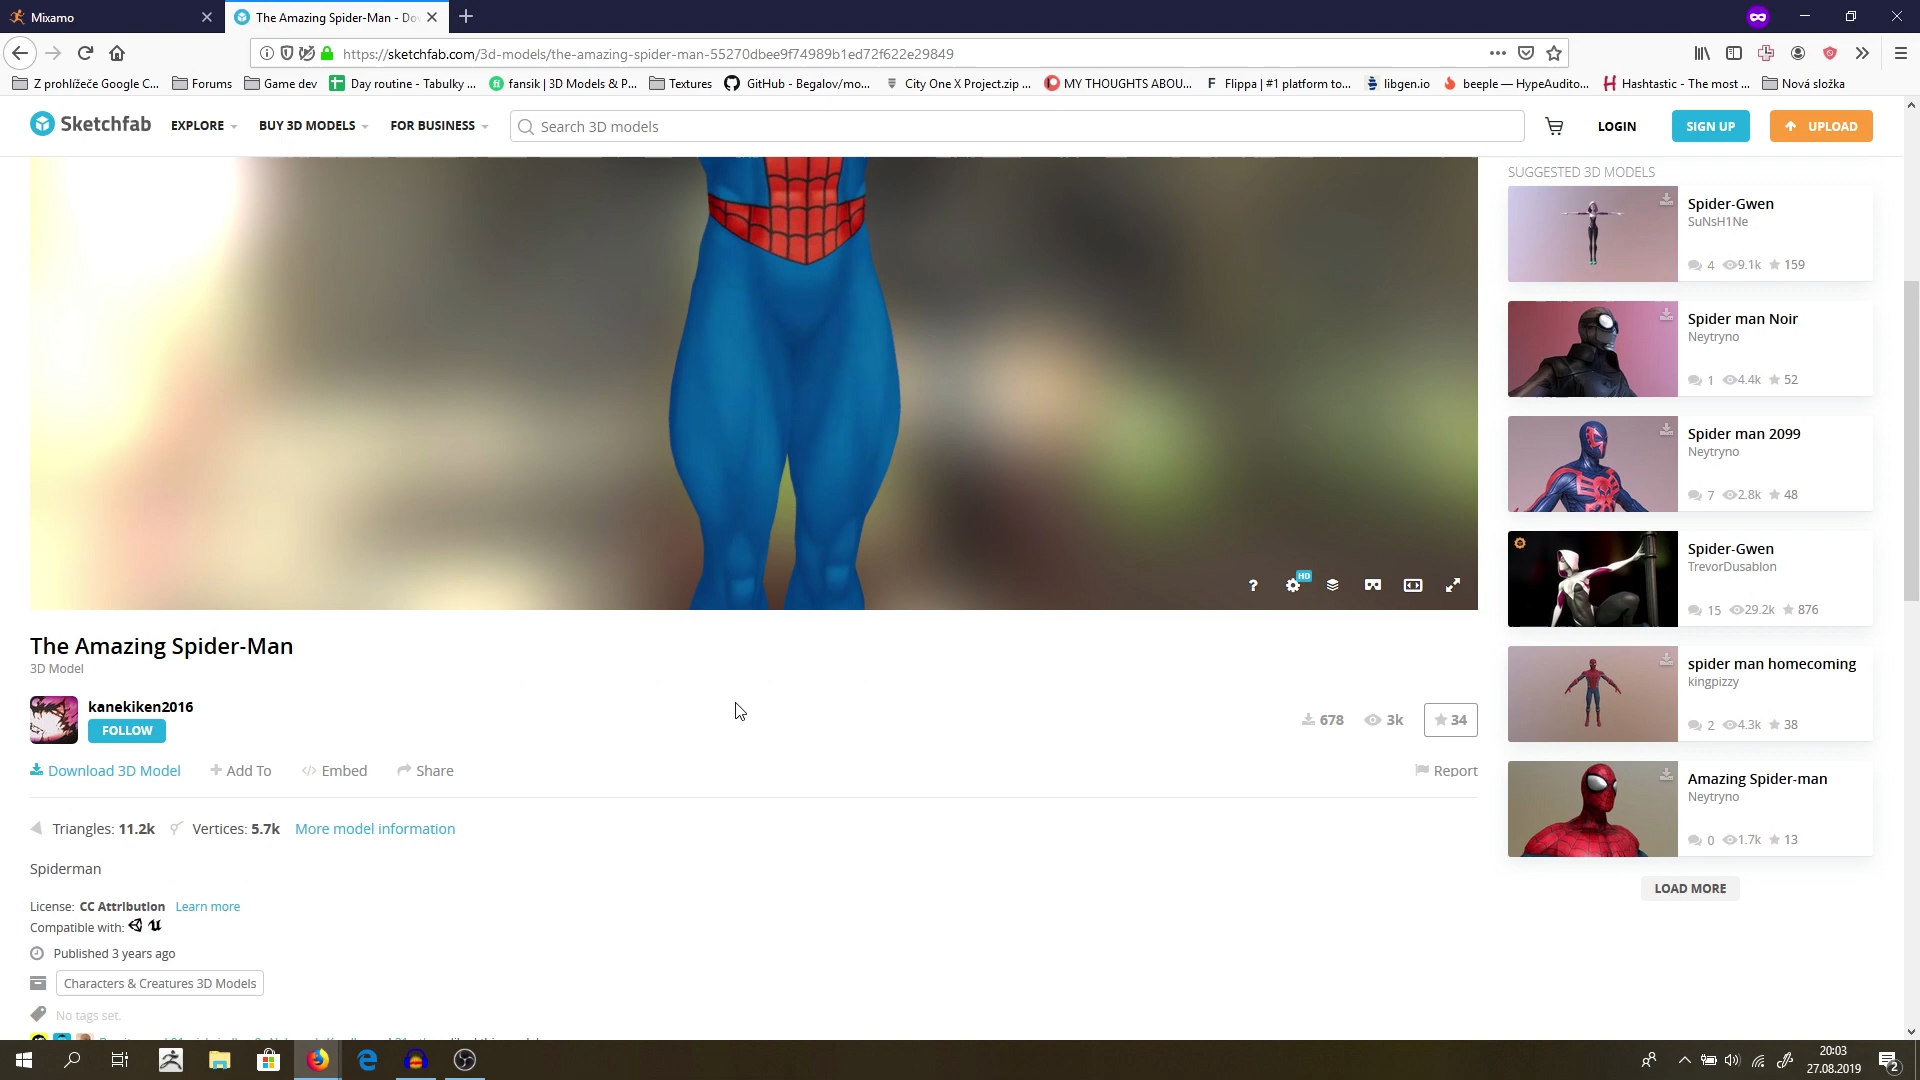 Mixamo
The Amazing Spider-Man - Do
https://sketchfab.com/3d-models/the-amazing-spider-man-55270dbee9f74989b1ed72f622e29849
Z prohlížeče Google C... Forums Game dev Day routine - Tabulky ... fansik | 3D Models & P... Textures GitHub - Begalov/mo... City One X Project.zip ... MY THOUGHTS ABOU... Flippa | #1 platform to... libgen.io beeple — HypeAudito... Hashtastic - The most ... Nová složka
Sketchfab EXPLORE BUY 3D MODELS FOR BUSINESS Search 3D models LOGIN SIGN UP UPLOAD
SUGGESTED 3D MODELS
Spider-Gwen
SuNsH1Ne
4 9.1k 159
Spider man Noir
Neytryno
1 4.4k 52
Spider man 2099
Neytryno
7 2.8k 48
Spider-Gwen
TrevorDusablon
15 29.2k 876
spider man homecoming
kingpizzy
2 4.3k 38
Amazing Spider-man
Neytryno
0 1.7k 13
LOAD MORE
? HD
The Amazing Spider-Man
3D Model
kanekiken2016
FOLLOW
678 3k 34
Download 3D Model Add To Embed Share Report
Triangles: 11.2k Vertices: 5.7k More model information
Spiderman
License: CC Attribution Learn more
Compatible with:
Published 3 years ago
Characters & Creatures 3D Models
No tags set.
20:03
27.08.2019
2